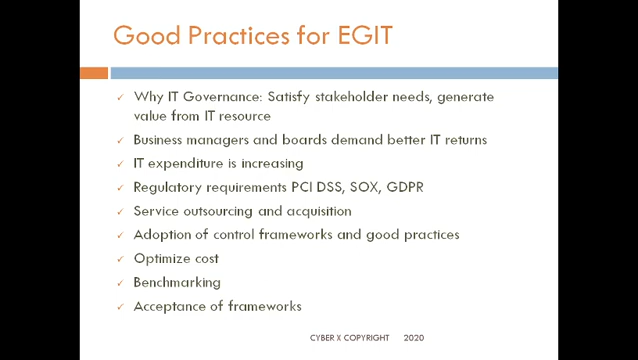 Good Practices for EGIT
✓ Why IT Governance: Satisfy stakeholder needs, generate
value from IT resource
✓ Business managers and boards demand better IT returns
✓ IT expenditure is increasing
✓ Regulatory requirements PCI DSS, SOX, GDPR
✓ Service outsourcing and acquisition
✓ Adoption of control frameworks and good practices
✓ Optimize cost
✓ Benchmarking
✓ Acceptance of frameworks
CYBER X COPYRIGHT 2020